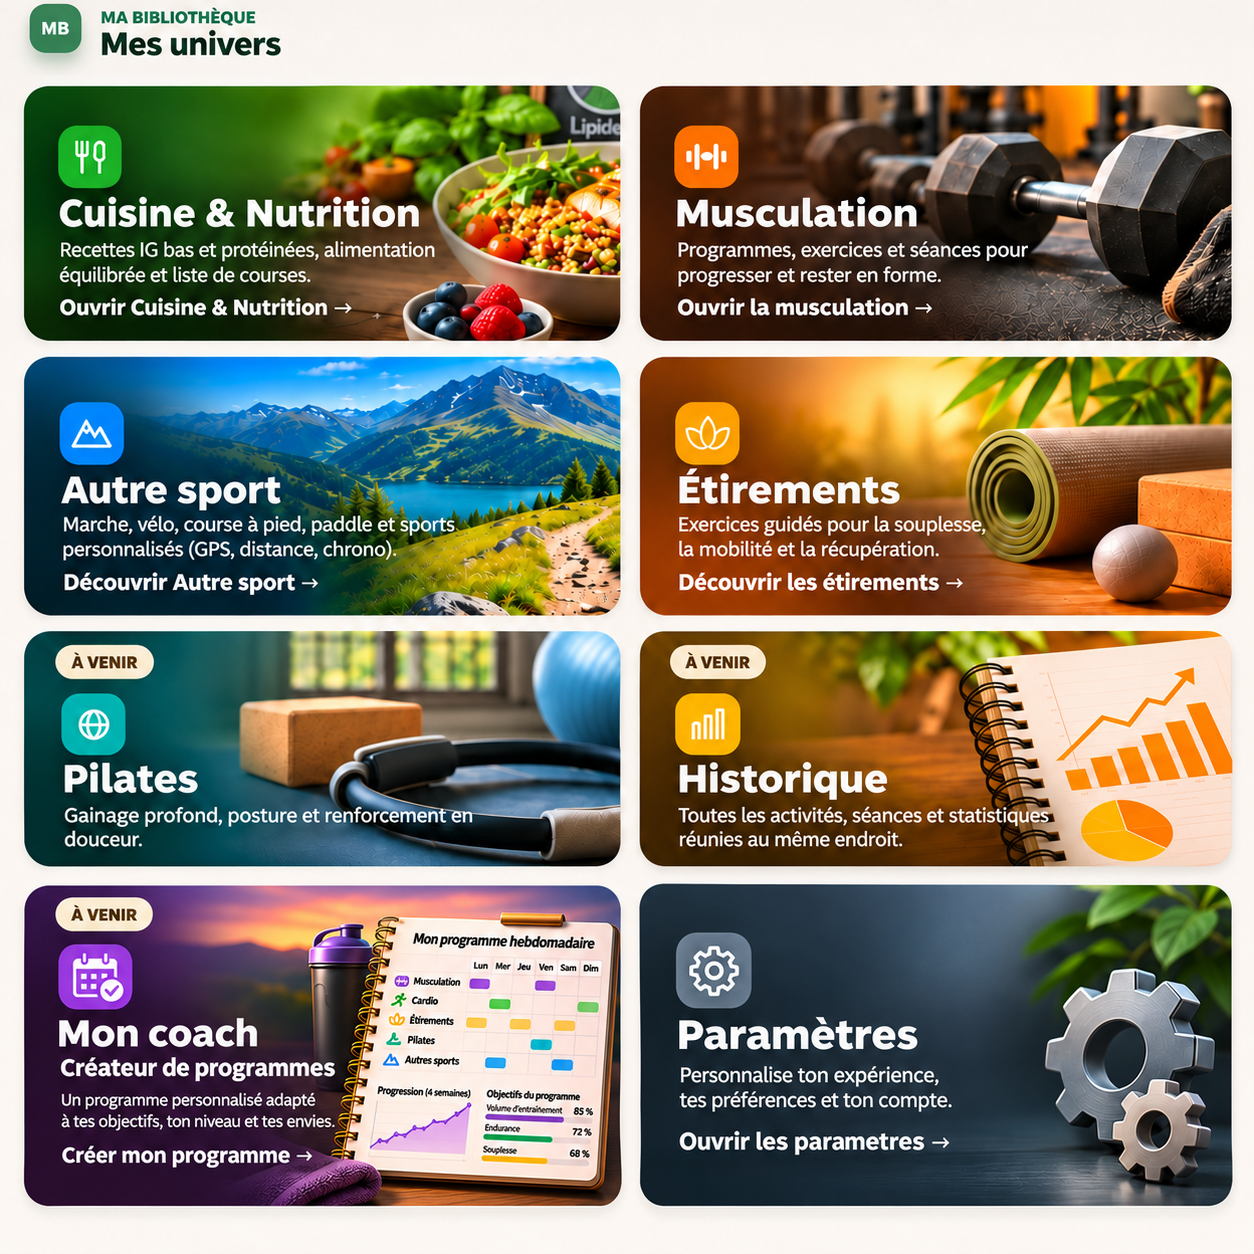 MB
MA BIBLIOTHÈQUE
Mes univers
Lipide
Cuisine & Nutrition
Recettes IG bas et protéinées, alimentation
équilibrée et liste de courses.
Ouvrir Cuisine & Nutrition →
Musculation
Programmes, exercices et séances pour
progresser et rester en forme.
Ouvrir la musculation →
Autre sport
Marche, vélo, course à pied, paddle et sports
personnalisés (GPS, distance, chrono).
Découvrir Autre sport →
Étirements
Exercices guidés pour la souplesse,
la mobilité et la récupération.
Découvrir les étirements →
À VENIR
Pilates
Gainage profond, posture et renforcement en
douceur.
À VENIR
Historique
Toutes les activités, séances et statistiques
réunies au même endroit.
À VENIR
Mon coach
Créateur de programmes
Un programme personnalisé adapté
à tes objectifs, ton niveau et tes envies.
Créer mon programme →
Mon programme hebdomadaire
Lun Mer Jeu Ven Sam Dim
Musculation
Cardio
Étirements
Pilates
Autres sports
Progression (4 semaines)
Objectifs du programme
Volume d'entraînement 85 %
Endurance 72 %
Souplesse 68 %
Paramètres
Personnalise ton expérience,
tes préférences et ton compte.
Ouvrir les parametres →